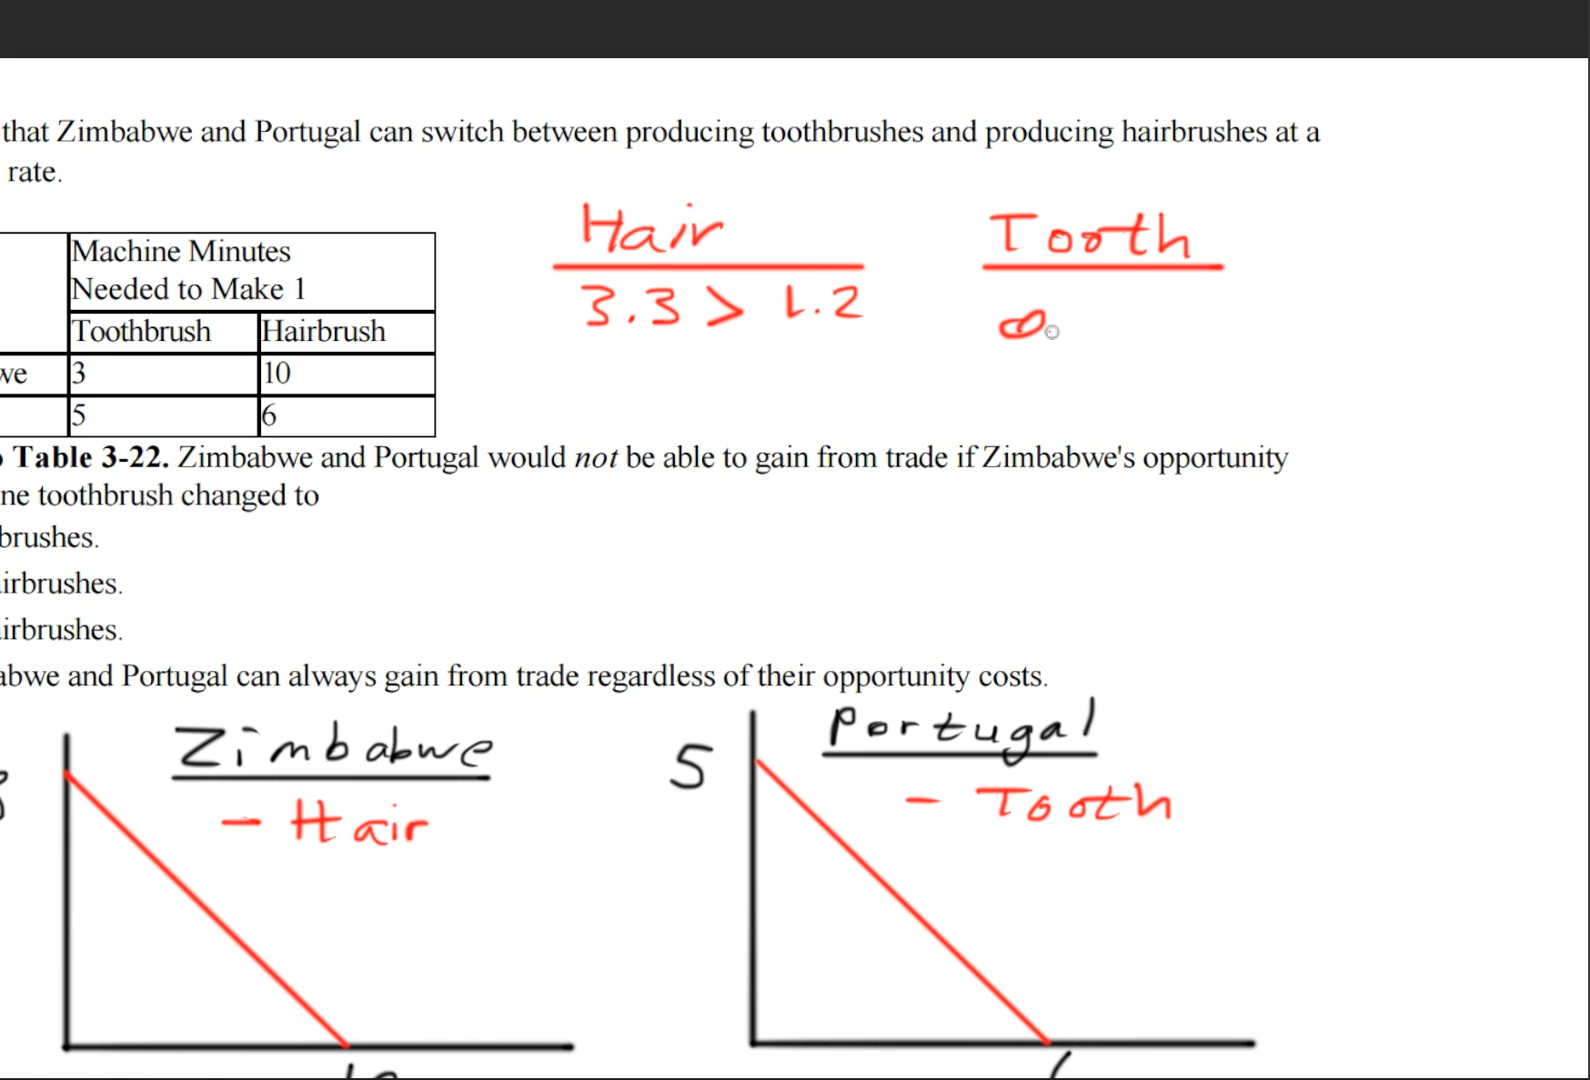 that Zimbabwe and Portugal can switch between producing toothbrushes and producing hairbrushes at a
rate.
Hair
Tooth
3.3 > 1.2
Machine Minutes
Needed to Make 1
Toothbrush Hairbrush
we 3 10
5 6
Table 3-22. Zimbabwe and Portugal would not be able to gain from trade if Zimbabwe's opportunity
ne toothbrush changed to
brushes.
irbrushes.
irbrushes.
abwe and Portugal can always gain from trade regardless of their opportunity costs.
Zimbabwe
- Hair
5
Portugal
- Tooth